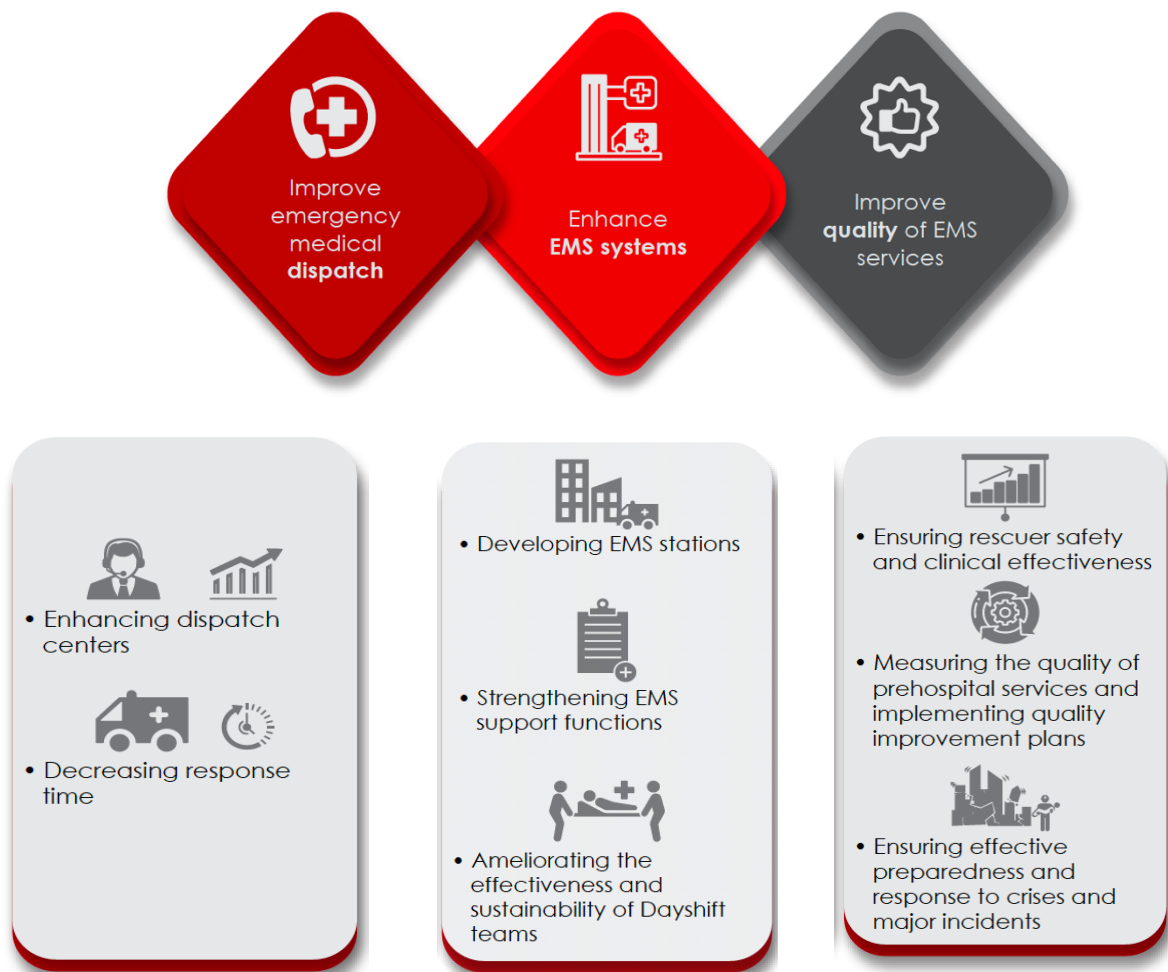 Improve
emergency
medical
dispatch
Enhance
EMS systems
Improve
quality of EMS
services
• Enhancing dispatch
centers
• Decreasing response
time
• Developing EMS stations
• Strengthening EMS
support functions
• Ameliorating the
effectiveness and
sustainability of Dayshift
teams
• Ensuring rescuer safety
and clinical effectiveness
• Measuring the quality of
prehospital services and
implementing quality
improvement plans
• Ensuring effective
preparedness and
response to crises and
major incidents